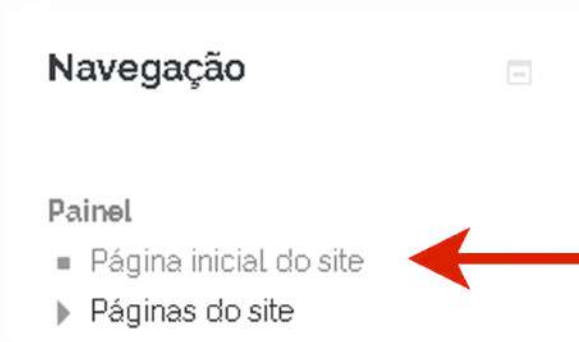 Navegação
Painel
Página inicial do site
Páginas do site